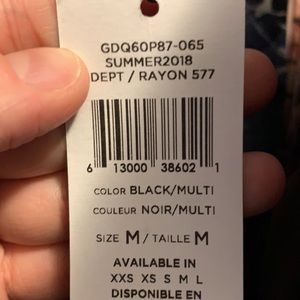 GDQ60P87-065
SUMMER2018
DEPT / RAYON 577
6 13000 38602 1
COLOR BLACK/MULTI
COULEUR NOIR/MULTI
SIZE M / TAILLE M
AVAILABLE IN
XXS XS S M L
DISPONIBLE EN